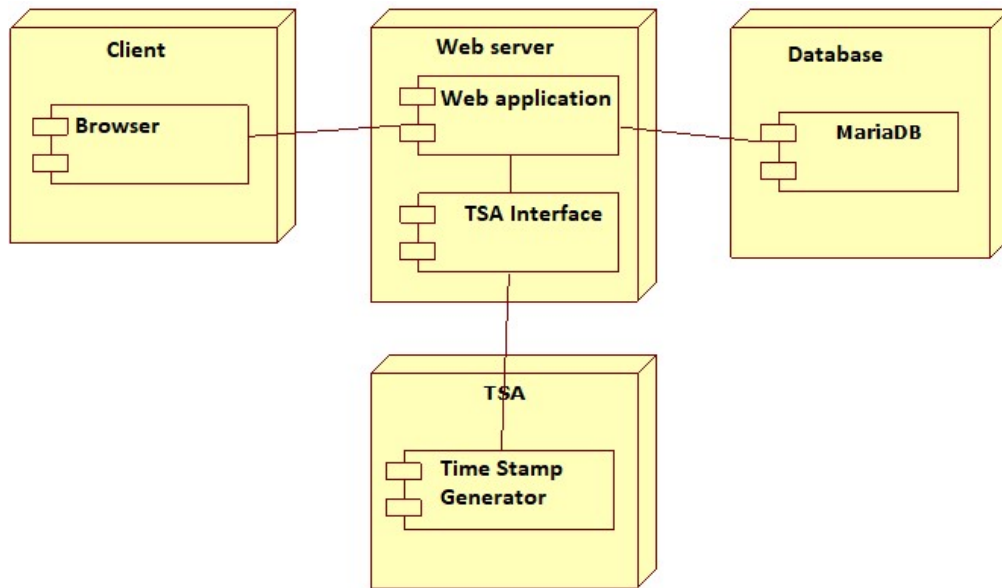 Client
Browser
Web server
Web application
TSA Interface
Database
MariaDB
TSA
Time Stamp
Generator